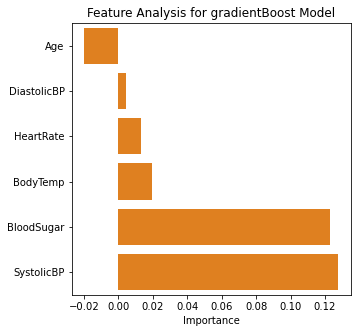 Feature Analysis for gradientBoost Model
Age
DiastolicBP
HeartRate
BodyTemp
BloodSugar
SystolicBP
−0.02 0.00 0.02 0.04 0.06 0.08 0.10 0.12
Importance